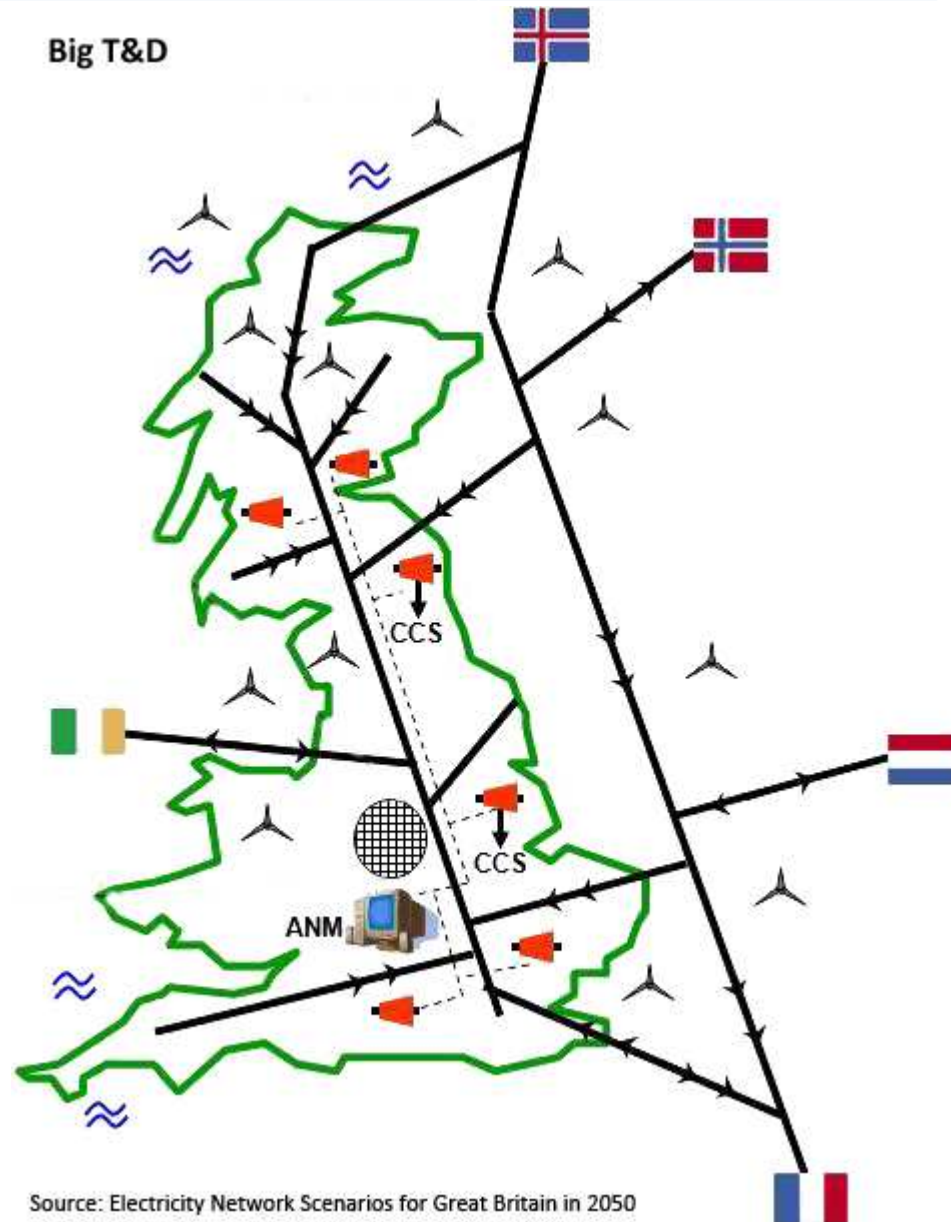 Big T&D
CCS
CCS
ANM
Source: Electricity Network Scenarios for Great Britain in 2050